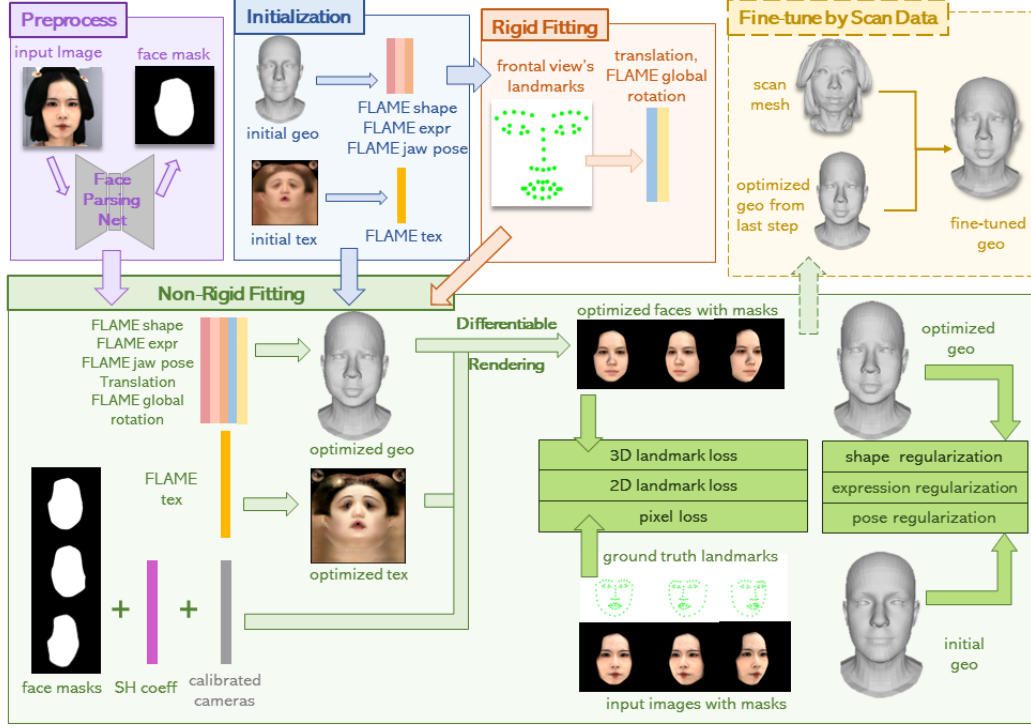 Preprocess
input Image
face mask
Face
Parsing
Net
Initialization
initial geo
FLAME shape
FLAME expr
FLAME jaw pose
initial tex
FLAME tex
Rigid Fitting
frontal view's
landmarks
translation,
FLAME global
rotation
Fine-tune by Scan Data
scan
mesh
optimized
geo from
last step
fine-tuned
geo
Non-Rigid Fitting
FLAME shape
FLAME expr
FLAME jaw pose
Translation
FLAME global
rotation
optimized geo
FLAME
tex
optimized tex
+
+
face masks
SH coeff
calibrated
cameras
Differentiable
Rendering
optimized faces with masks
3D landmark loss
2D landmark loss
pixel loss
ground truth landmarks
input images with masks
optimized
geo
shape regularization
expression regularization
pose regularization
initial
geo